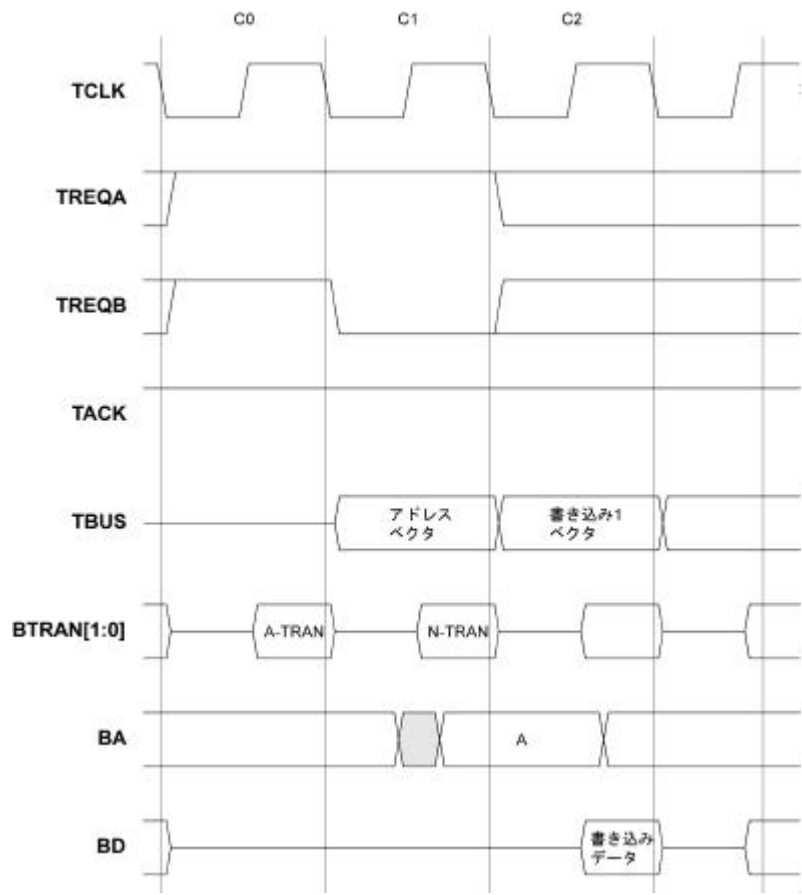 C0 C1 C2
TCLK
TREQA
TREQB
TACK
TBUS
アドレス
ベクタ
書き込み1
ベクタ
BTRAN[1:0]
A-TRAN
N-TRAN
BA
A
BD
書き込み
データ